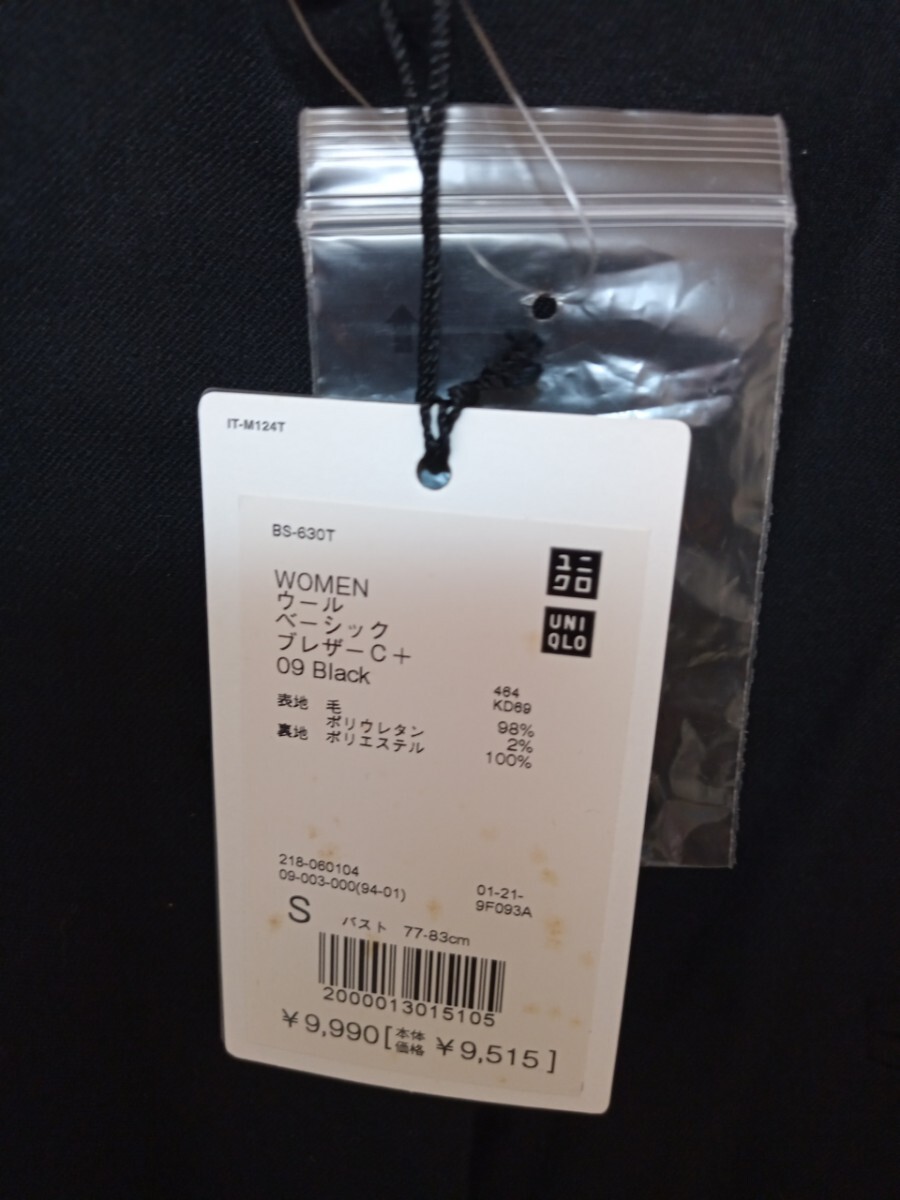 IT-M124T
BS-630T
ユニ
クロ
UNI
QLO
WOMEN
ウール
ベーシック
ブレザーC+
09 Black
464
KD69
表地 毛 98%
ポリウレタン 2%
裏地 ポリエステル 100%
218-060104
09-003-000(94-01)
01-21-
9F093A
S バスト 77-83cm
2000013015105
¥9,990[本体価格 ¥9,515]